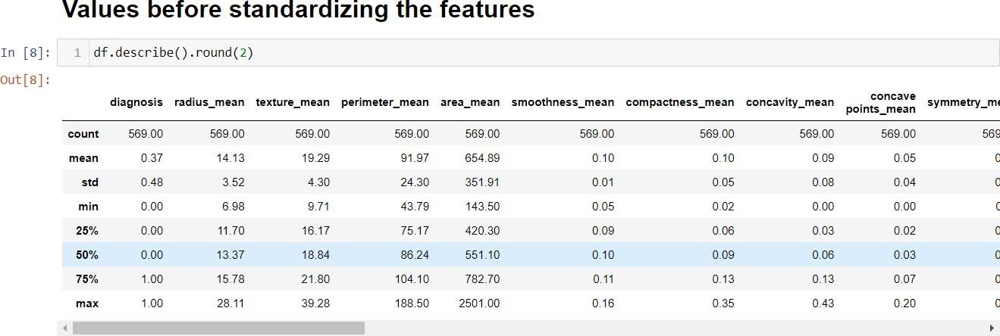 Values before standardizing the features
In [8]: 1 df.describe().round(2)
Out[8]:
diagnosis radius_mean texture_mean perimeter_mean area_mean smoothness_mean compactness_mean concavity_mean concave points_mean symmetry_me
count 569.00 569.00 569.00 569.00 569.00 569.00 569.00 569.00 569.00 569
mean 0.37 14.13 19.29 91.97 654.89 0.10 0.10 0.09 0.05 0
std 0.48 3.52 4.30 24.30 351.91 0.01 0.05 0.08 0.04 0
min 0.00 6.98 9.71 43.79 143.50 0.05 0.02 0.00 0.00 0
25% 0.00 11.70 16.17 75.17 420.30 0.09 0.06 0.03 0.02 0
50% 0.00 13.37 18.84 86.24 551.10 0.10 0.09 0.06 0.03 0
75% 1.00 15.78 21.80 104.10 782.70 0.11 0.13 0.13 0.07 0
max 1.00 28.11 39.28 188.50 2501.00 0.16 0.35 0.43 0.20 0